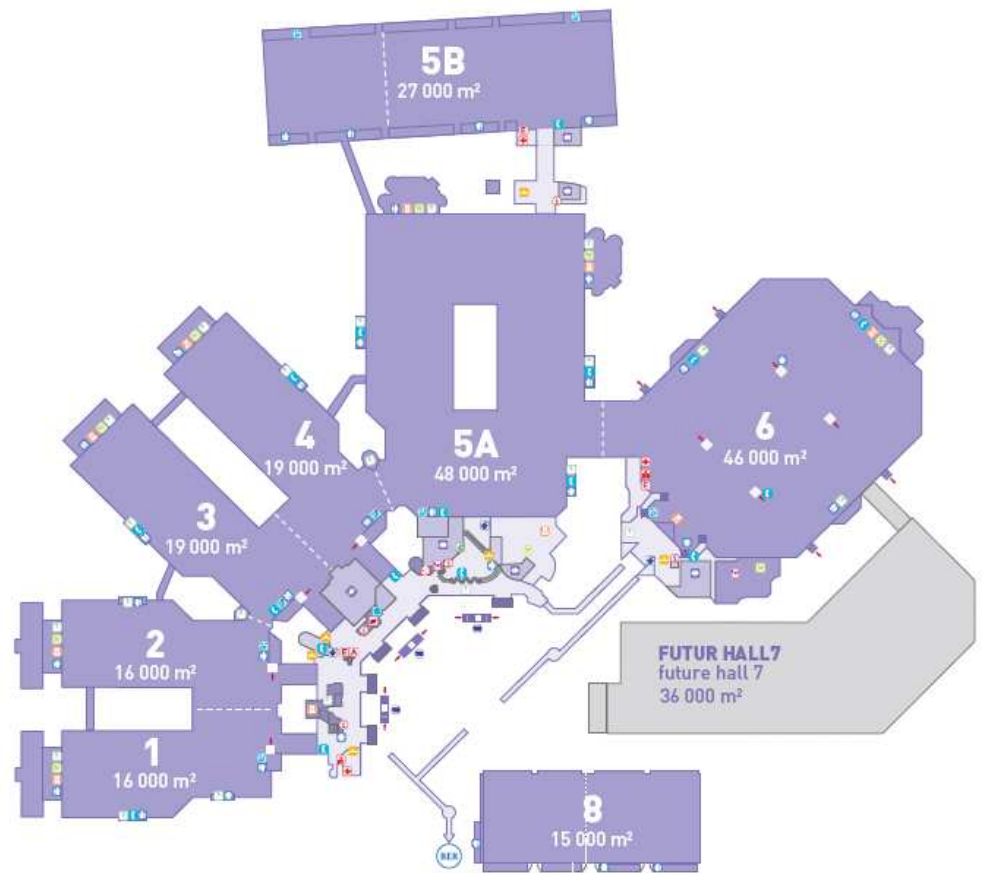 5B
27 000 m²
4
19 000 m²
5A
48 000 m²
6
46 000 m²
3
19 000 m²
2
16 000 m²
FUTUR HALL7
future hall 7
36 000 m²
1
16 000 m²
8
15 000 m²
RER